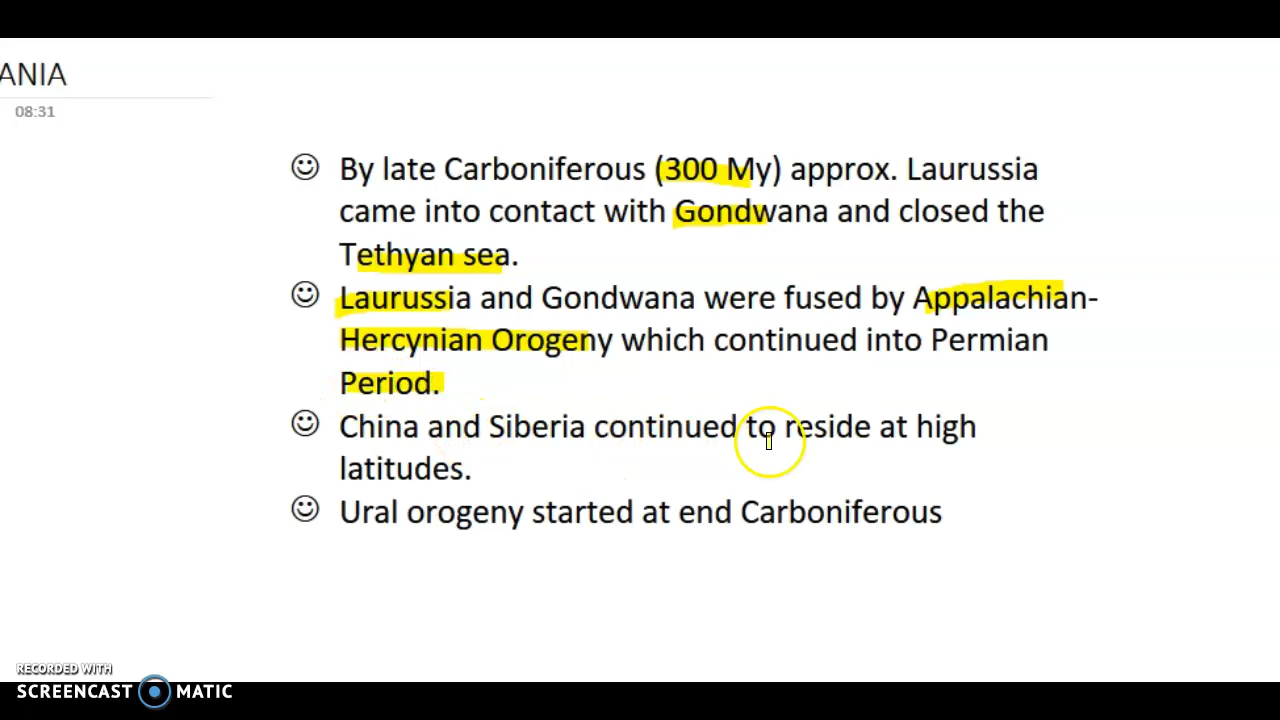 ANIA
08:31
By late Carboniferous (300 My) approx. Laurussia
came into contact with Gondwana and closed the
Tethyan sea.
Laurussia and Gondwana were fused by Appalachian-
Hercynian Orogeny which continued into Permian
Period.
China and Siberia continued to reside at high
latitudes.
Ural orogeny started at end Carboniferous
RECORDED WITH
SCREENCAST MATIC